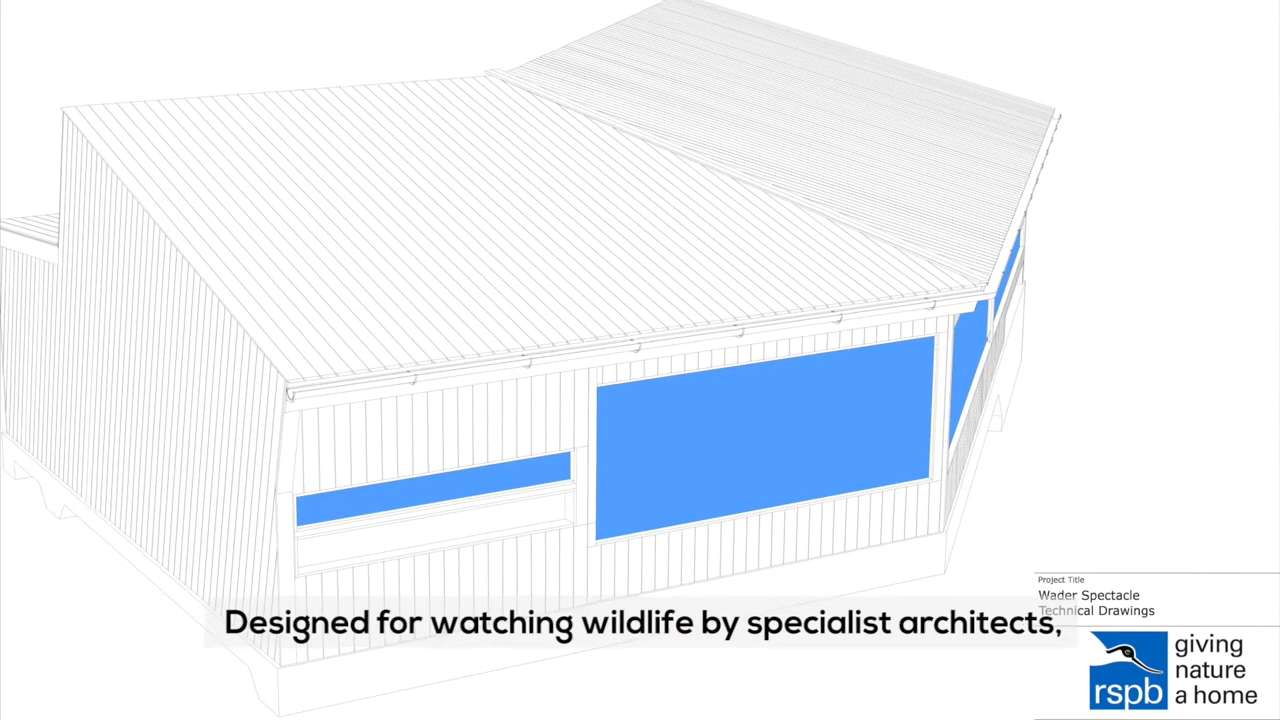 Project Title
Wader Spectacle
Technical Drawings
Designed for watching wildlife by specialist architects,
rspb
giving
nature
a home